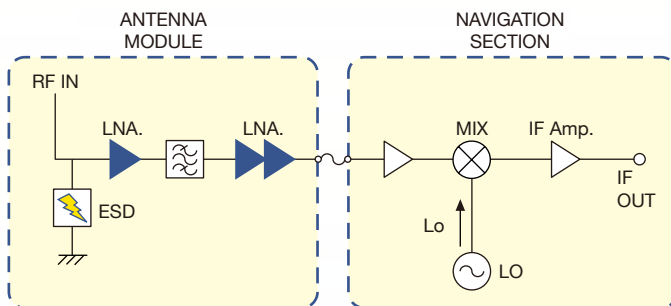 ANTENNA
MODULE
NAVIGATION
SECTION
RF IN
LNA.
LNA.
MIX
IF Amp.
ESD
Lo
LO
IF
OUT